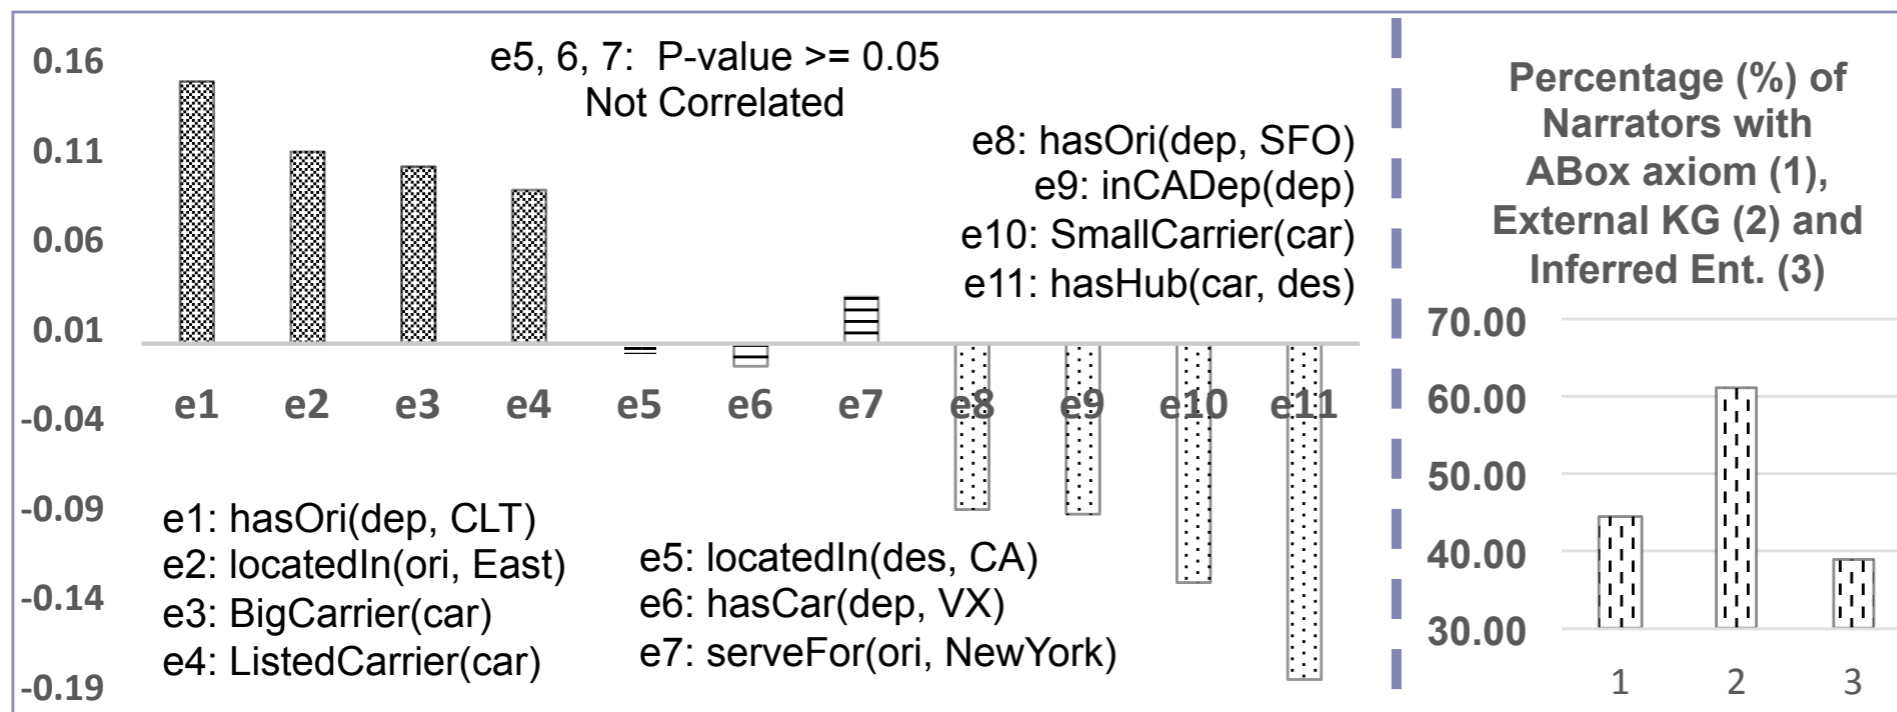 0.16
0.11
0.06
0.01
-0.04
-0.09
-0.14
-0.19
e5, 6, 7: P-value >= 0.05
Not Correlated
e8: hasOri(dep, SFO)
e9: inCADep(dep)
e10: SmallCarrier(car)
e11: hasHub(car, des)
e1 e2 e3 e4 e5 e6 e7 e8 e9 e10 e11
e1: hasOri(dep, CLT)
e2: locatedIn(ori, East)
e3: BigCarrier(car)
e4: ListedCarrier(car)
e5: locatedIn(des, CA)
e6: hasCar(dep, VX)
e7: serveFor(ori, NewYork)
Percentage (%) of
Narrators with
ABox axiom (1),
External KG (2) and
Inferred Ent. (3)
70.00
60.00
50.00
40.00
30.00
1 2 3